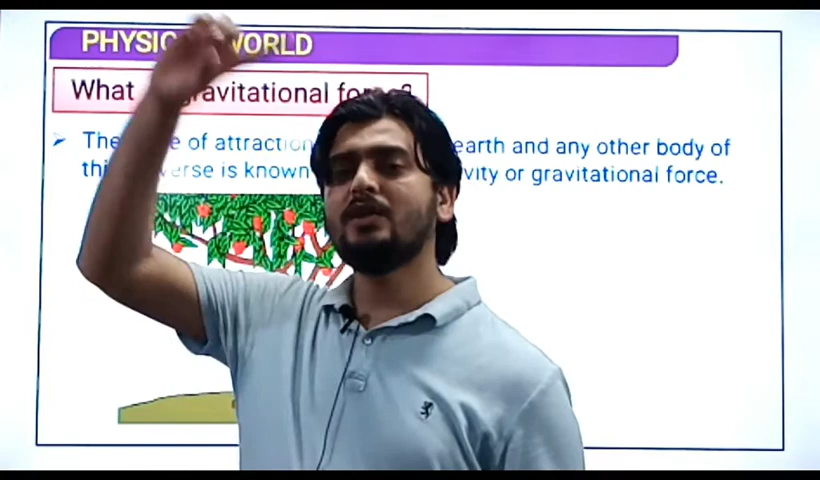 PHYSIC WORLD
What gravitational for ?
The e of attraction earth and any other body of
thi verse is known vity or gravitational force.